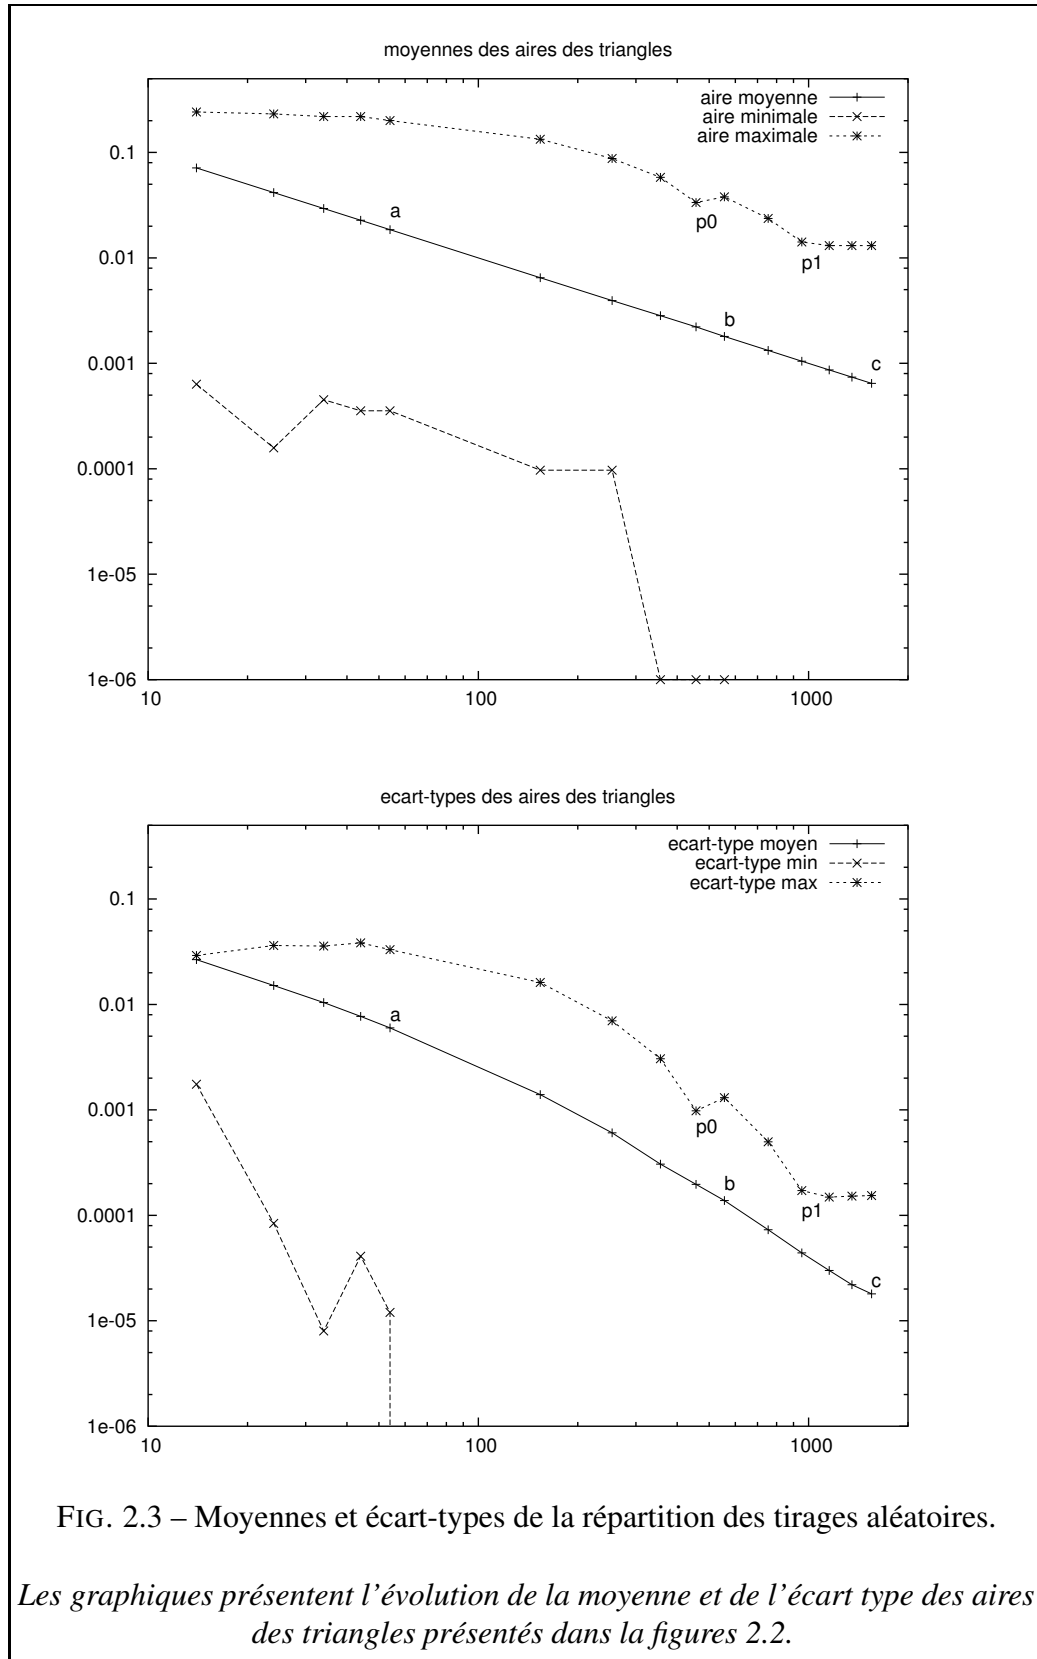 moyennes des aires des triangles
aire moyenne
aire minimale
aire maximale
0.1
0.01
0.001
0.0001
1e-05
1e-06
a
b
c
p0
p1
10
100
1000
ecart-types des aires des triangles
ecart-type moyen
ecart-type min
ecart-type max
0.1
0.01
0.001
0.0001
1e-05
1e-06
a
b
c
p0
p1
10
100
1000
FIG. 2.3 – Moyennes et écart-types de la répartition des tirages aléatoires.
Les graphiques présentent l'évolution de la moyenne et de l'écart type des aires
des triangles présentés dans la figures 2.2.